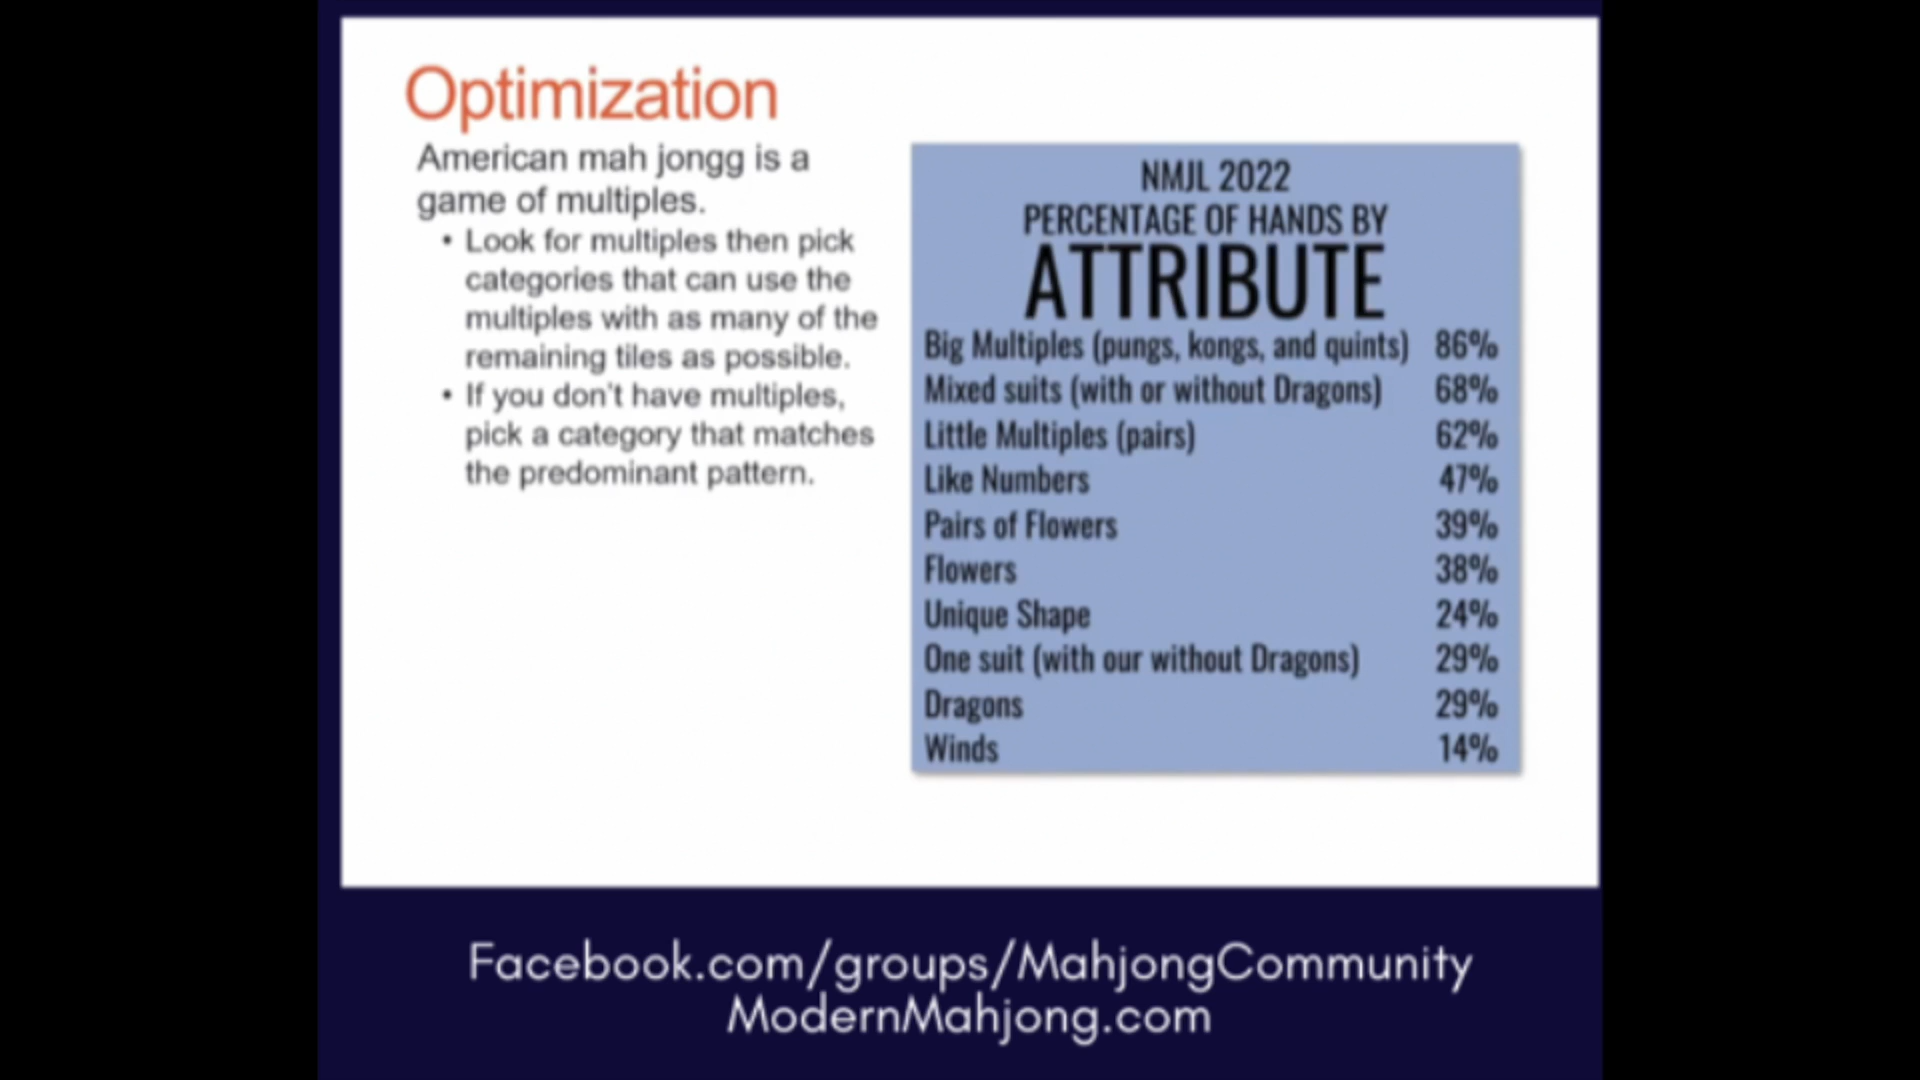 Optimization
American mah jongg is a
game of multiples.
• Look for multiples then pick
categories that can use the
multiples with as many of the
remaining tiles as possible.
• If you don't have multiples,
pick a category that matches
the predominant pattern.
NMJL 2022
PERCENTAGE OF HANDS BY
ATTRIBUTE
Big Multiples (pungs, kongs, and quints) 86%
Mixed suits (with or without Dragons) 68%
Little Multiples (pairs) 62%
Like Numbers 47%
Pairs of Flowers 39%
Flowers 38%
Unique Shape 24%
One suit (with our without Dragons) 29%
Dragons 29%
Winds 14%
Facebook.com/groups/MahjongCommunity
ModernMahjong.com